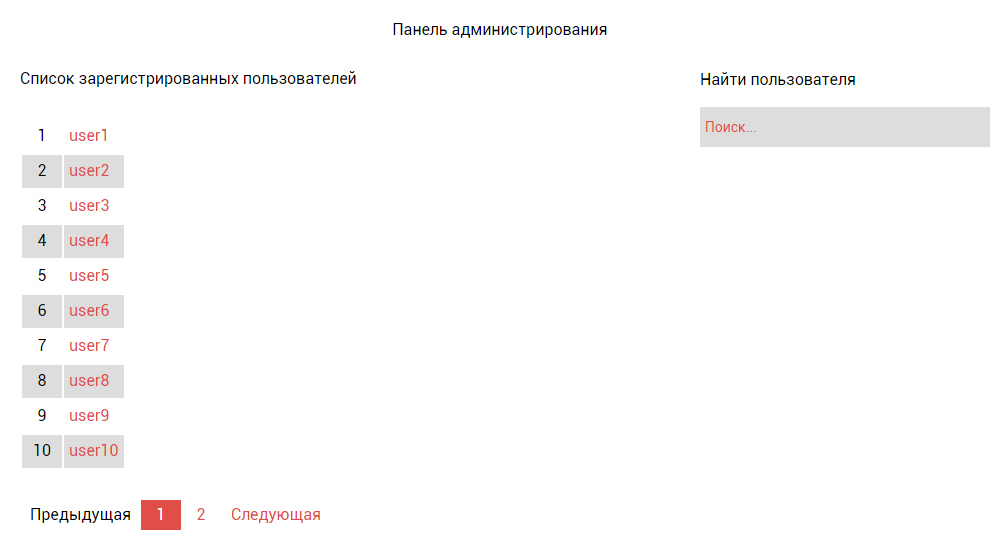 Панель администрирования
Список зарегистрированных пользователей
Найти пользователя
Поиск...
1 user1
2 user2
3 user3
4 user4
5 user5
6 user6
7 user7
8 user8
9 user9
10 user10
Предыдущая 1 2 Следующая